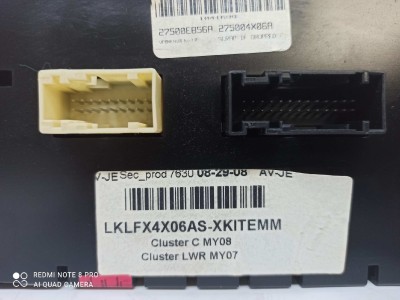 27500EB56A 275004X06A
V-JE Sec_prod 7630 08-29-08 AV-JE
LKLFX4X06AS-XKITEMM
Cluster C MY08
Cluster LWR MY07
REDMI NOTE 8 PRO
AI QUAD CAMERA